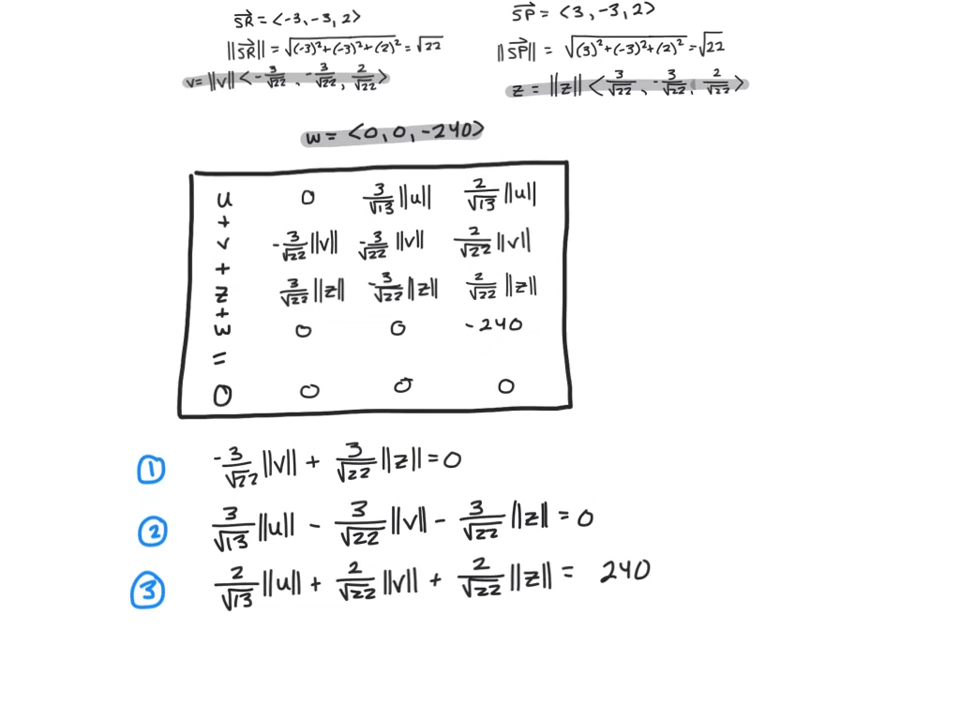 SR = <-3, -3, 2>
||SR|| = √(-3)²+(-3)²+(2)² = √22
v = ||v|| <-3/√22, -3/√22, 2/√22>
SP = <3, -3, 2>
||SP|| = √(3)²+(-3)²+(2)² = √22
z = ||z|| <3/√22, -3/√22, 2/√22>
w = <0, 0, -240>
u 0 3/√13 ||u|| 2/√13 ||u||
+
v -3/√22 ||v|| -3/√22 ||v|| 2/√22 ||v||
+
z 3/√22 ||z|| -3/√22 ||z|| 2/√22 ||z||
+
w 0 0 -240
=
0 0 0 0
1 -3/√22 ||v|| + 3/√22 ||z|| = 0
2 3/√13 ||u|| - 3/√22 ||v|| - 3/√22 ||z|| = 0
3 2/√13 ||u|| + 2/√22 ||v|| + 2/√22 ||z|| = 240